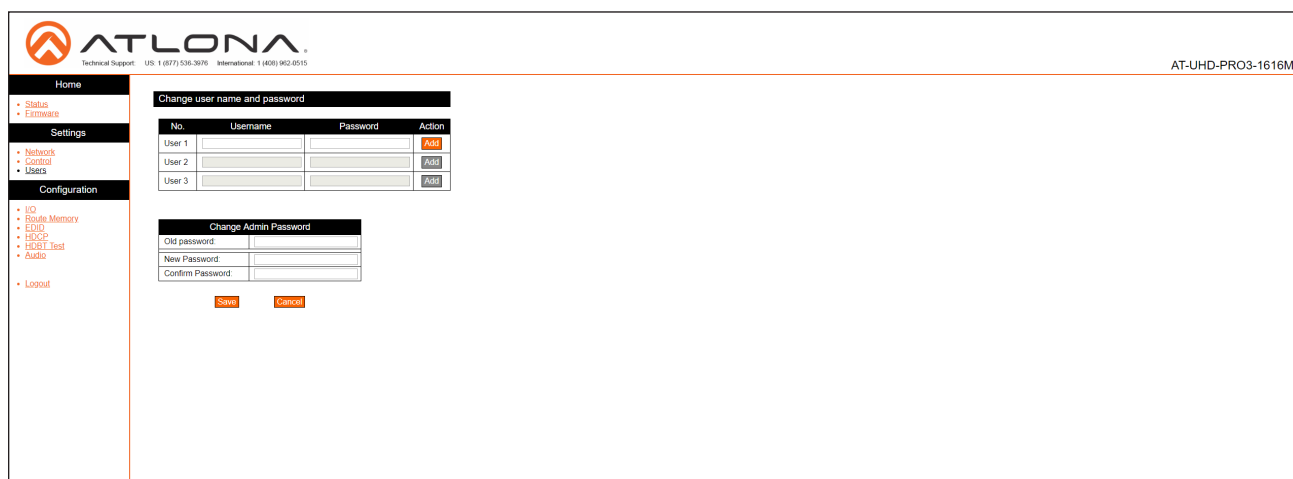 ATLONA.
Technical Support: US: 1 (877) 536-3976 International: 1 (408) 962-0515
AT-UHD-PRO3-1616M
Home
Status
Firmware
Settings
Network
Control
Users
Configuration
I/O
Route Memory
EDID
HDCP
HDBT Test
Audio
Logout
Change user name and password
No. Username Password Action
User 1 Add
User 2 Add
User 3 Add
Change Admin Password
Old password:
New Password:
Confirm Password:
Save Cancel